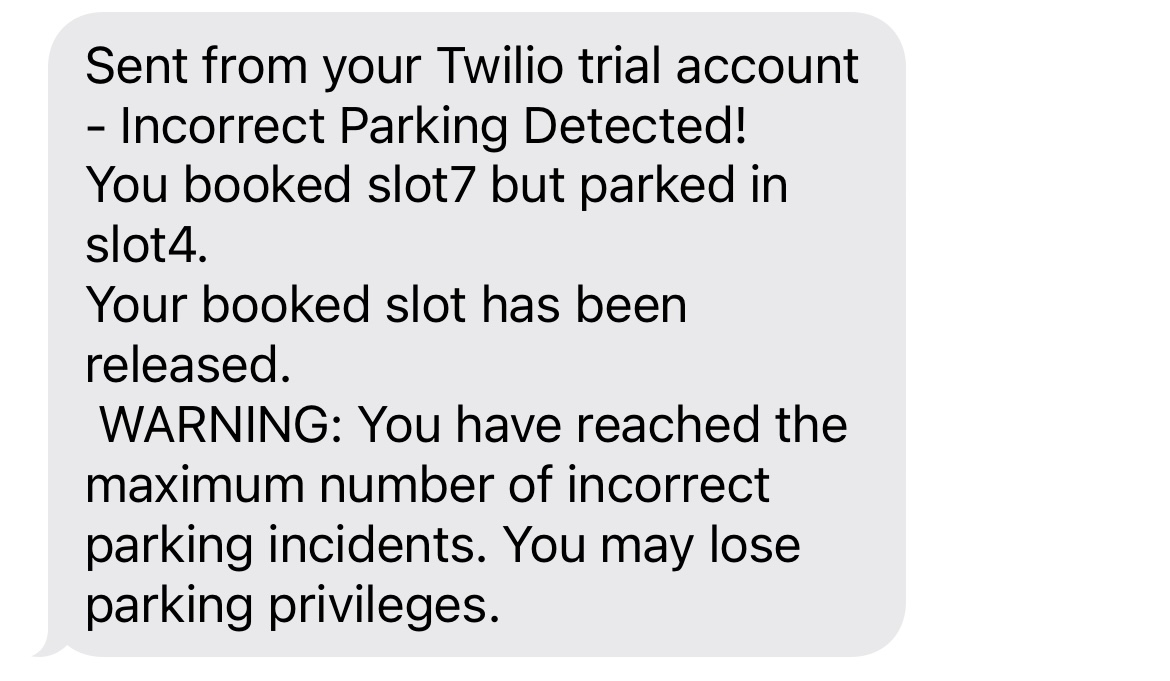 Sent from your Twilio trial account
- Incorrect Parking Detected!
You booked slot7 but parked in
slot4.
Your booked slot has been
released.
WARNING: You have reached the
maximum number of incorrect
parking incidents. You may lose
parking privileges.